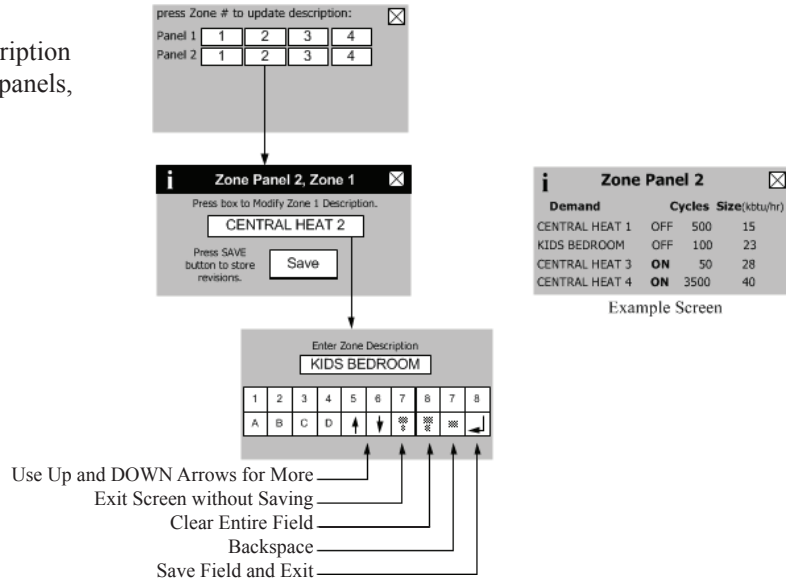 press Zone # to update description:
Panel 1 1 2 3 4
Panel 2 1 2 3 4
ription
panels,
i Zone Panel 2, Zone 1
Press box to Modify Zone 1 Description.
CENTRAL HEAT 2
Press SAVE
button to store
revisions.
Save
i Zone Panel 2
Demand Cycles Size(kbtu/hr)
CENTRAL HEAT 1 OFF 500 15
KIDS BEDROOM OFF 100 23
CENTRAL HEAT 3 ON 50 28
CENTRAL HEAT 4 ON 3500 40
Example Screen
Enter Zone Description
KIDS BEDROOM
1 2 3 4 5 6 7 8 7 8
A B C D
Use Up and DOWN Arrows for More
Exit Screen without Saving
Clear Entire Field
Backspace
Save Field and Exit